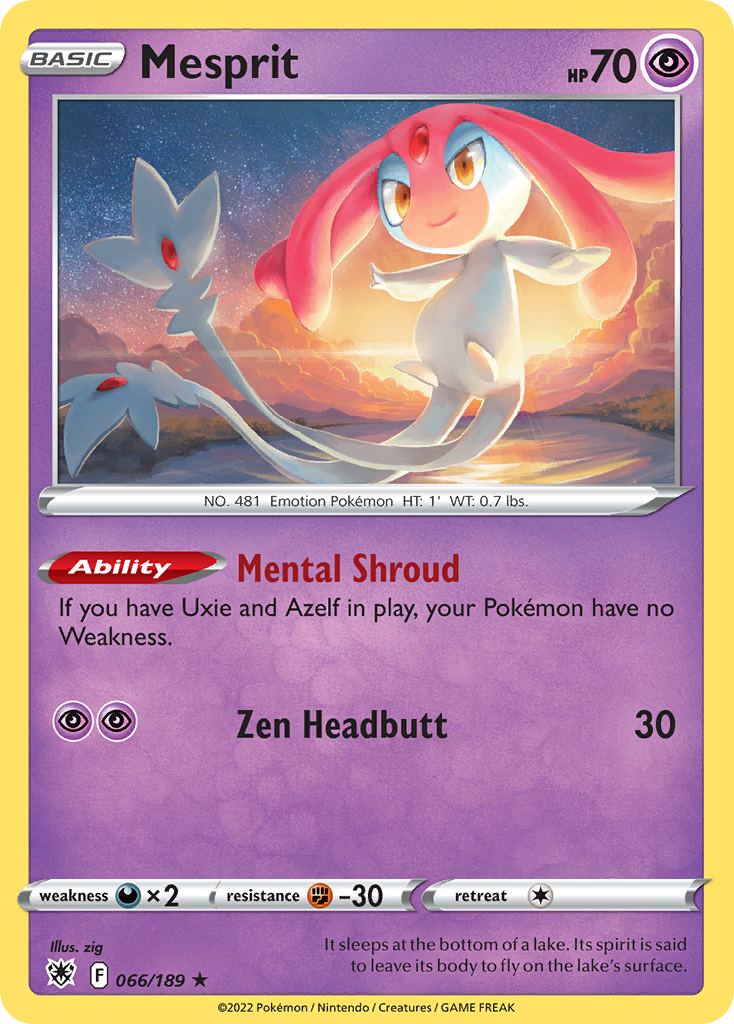 BASIC Mesprit HP70
NO. 481 Emotion Pokémon HT: 1' WT: 0.7 lbs.
Ability Mental Shroud
If you have Uxie and Azelf in play, your Pokémon have no
Weakness.
Zen Headbutt 30
weakness ×2 resistance -30 retreat
Illus. zig
It sleeps at the bottom of a lake. Its spirit is said
to leave its body to fly on the lake's surface.
F 066/189 ★
©2022 Pokémon / Nintendo / Creatures / GAME FREAK